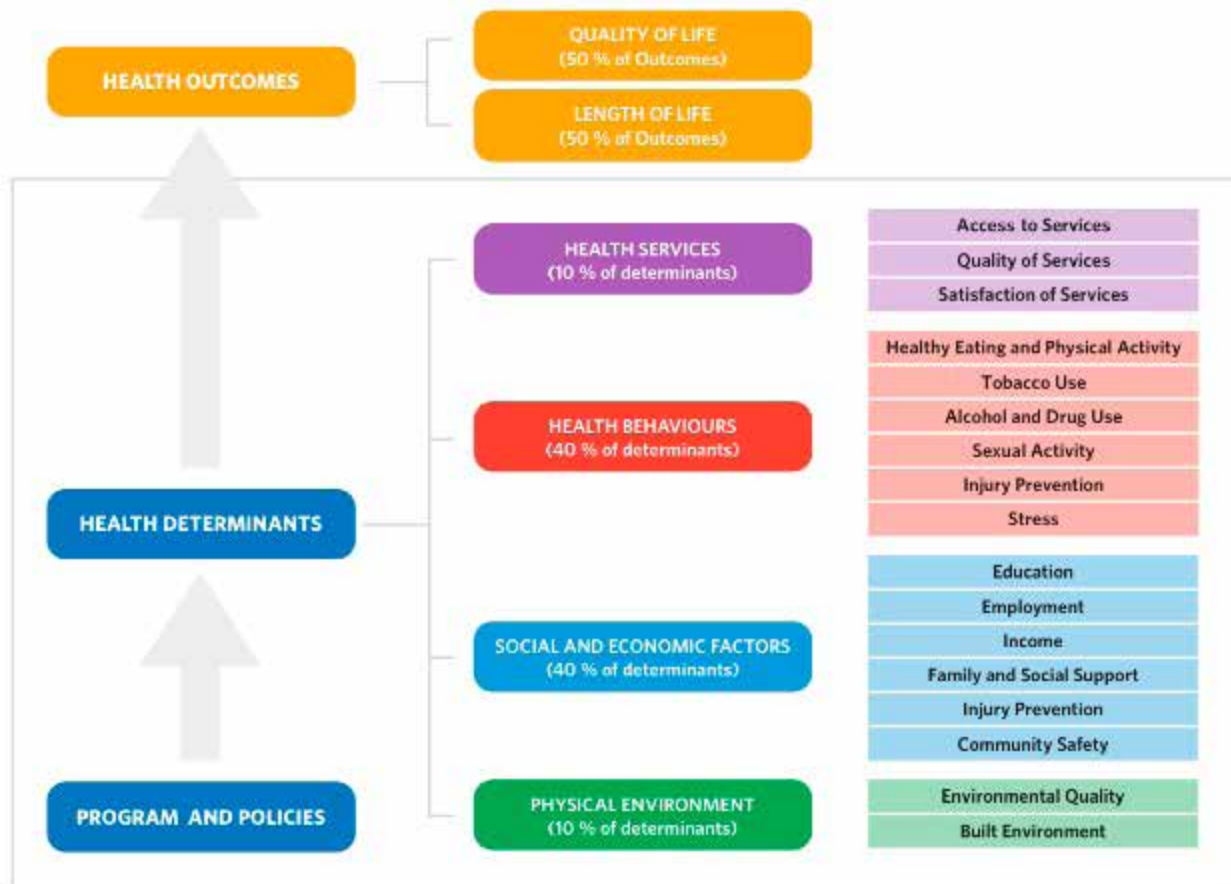 HEALTH OUTCOMES
QUALITY OF LIFE
(50 % of Outcomes)
LENGTH OF LIFE
(50 % of Outcomes)
HEALTH DETERMINANTS
PROGRAM AND POLICIES
HEALTH SERVICES
(10 % of determinants)
Access to Services
Quality of Services
Satisfaction of Services
HEALTH BEHAVIOURS
(40 % of determinants)
Healthy Eating and Physical Activity
Tobacco Use
Alcohol and Drug Use
Sexual Activity
Injury Prevention
Stress
SOCIAL AND ECONOMIC FACTORS
(40 % of determinants)
Education
Employment
Income
Family and Social Support
Injury Prevention
Community Safety
PHYSICAL ENVIRONMENT
(10 % of determinants)
Environmental Quality
Built Environment